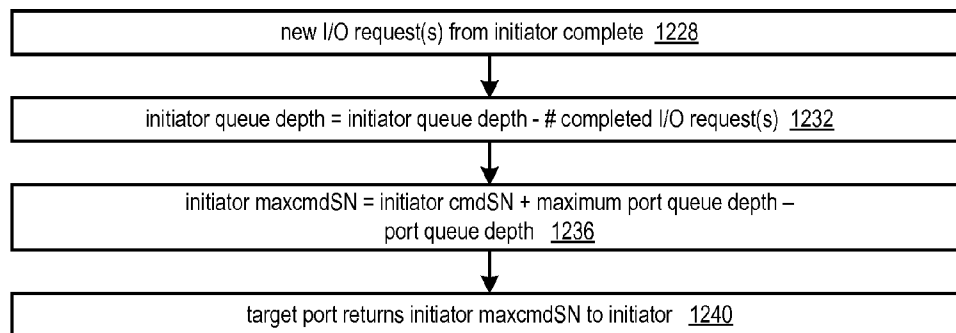 new I/O request(s) from initiator complete 1228
initiator queue depth = initiator queue depth - # completed I/O request(s) 1232
initiator maxcmdSN = initiator cmdSN + maximum port queue depth –
port queue depth 1236
target port returns initiator maxcmdSN to initiator 1240